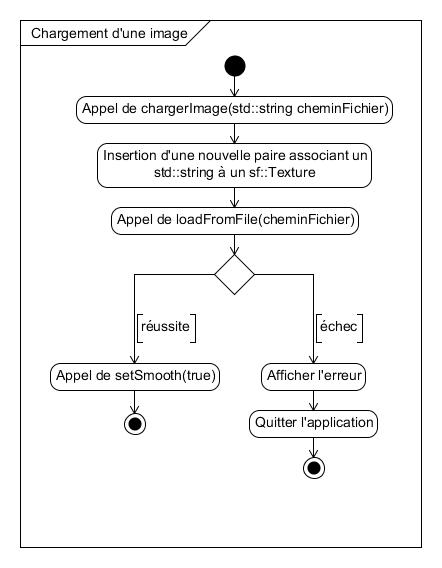 Chargement d'une image
Appel de chargerImage(std::string cheminFichier)
Insertion d'une nouvelle paire associant un
std::string à un sf::Texture
Appel de loadFromFile(cheminFichier)
[réussite]
[échec]
Appel de setSmooth(true)
Afficher l'erreur
Quitter l'application